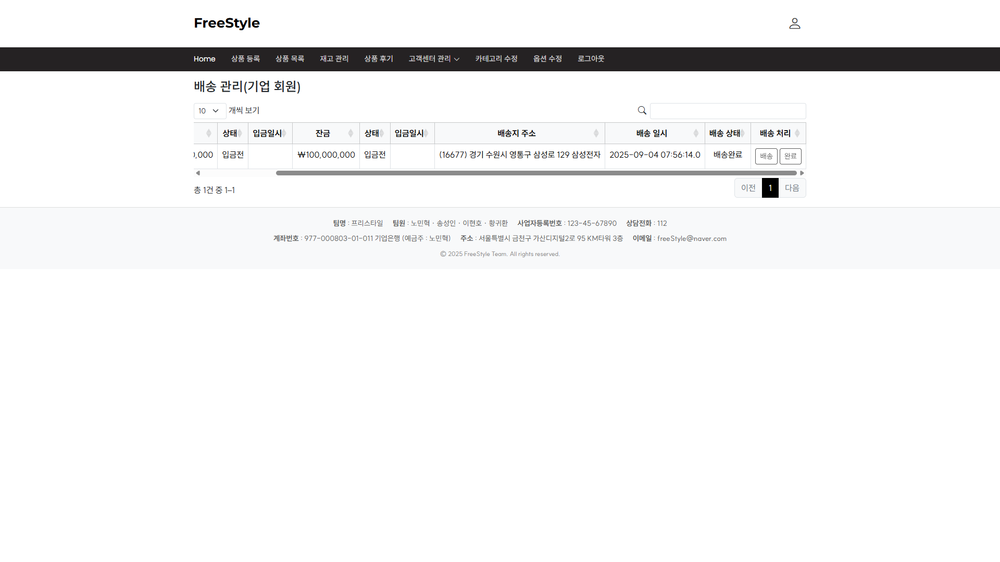 FreeStyle
Home 상품 등록 상품 목록 재고 관리 상품 후기 고객센터 관리 카테고리 수정 옵션 수정 로그아웃
배송 관리(기업 회원)
10 개씩 보기
상태 입금일시 잔금 상태 입금일시 배송지 주소 배송 일시 배송 상태 배송 처리
0,000 입금전 ₩100,000,000 입금전 (16677) 경기 수원시 영통구 삼성로 129 삼성전자 2025-09-04 07:56:14.0 배송완료 배송 완료
총 1건 중 1–1
이전 1 다음
팀명 : 프리스타일 팀원 : 노민혁 · 송성인 · 이현호 · 황귀환 사업자등록번호 : 123-45-67890 상담전화 : 112
계좌번호 : 977-000803-01-011 기업은행 (예금주 : 노민혁) 주소 : 서울특별시 금천구 가산디지털2로 95 KM타워 3층 이메일 : freeStyle@naver.com
© 2025 FreeStyle Team. All rights reserved.